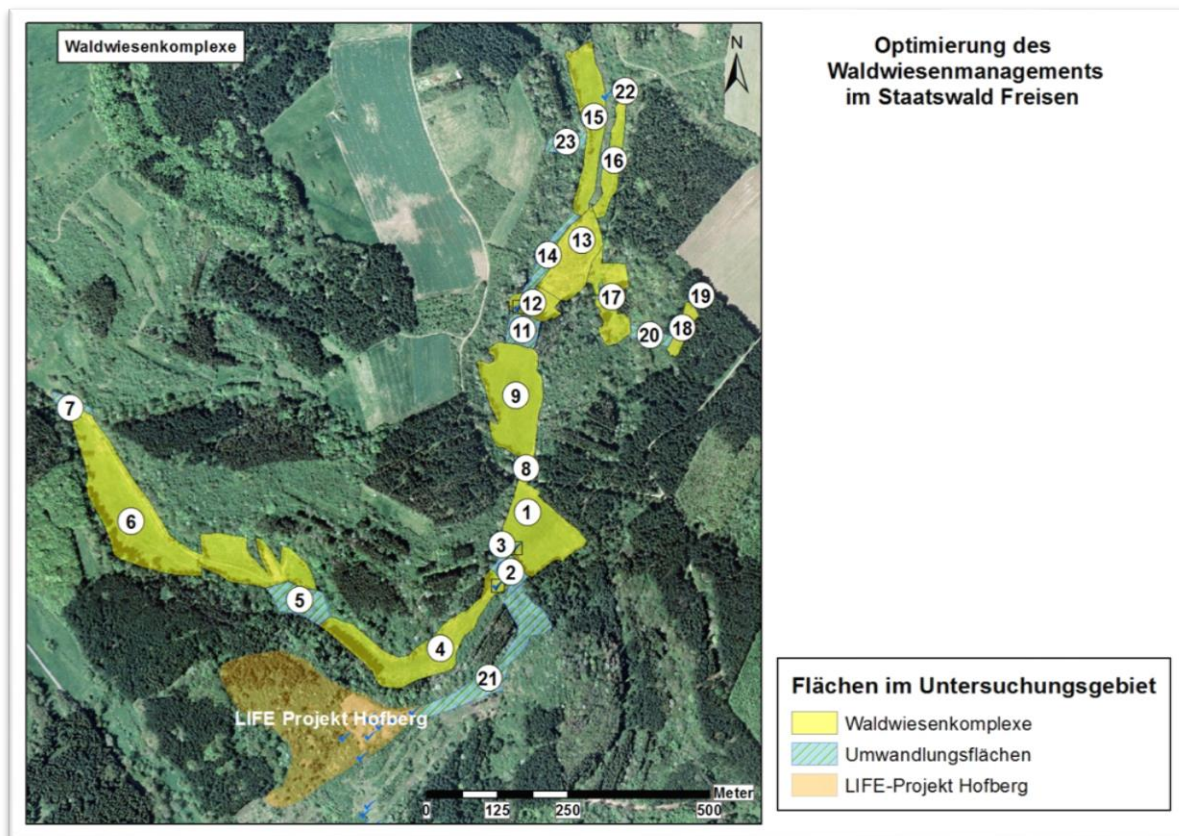 Waldwiesenkomplexe
N
Optimierung des
Waldwiesenmanagements
im Staatswald Freisen
22
15
23
16
13
14
19
12
17
11
18
20
9
7
8
1
6
3
2
5
4
21
LIFE Projekt Hofberg
Meter
0 125 250 500
Flächen im Untersuchungsgebiet
Waldwiesenkomplexe
Umwandlungsflächen
LIFE-Projekt Hofberg